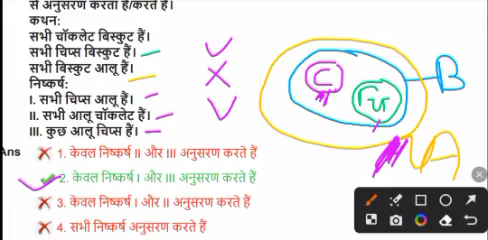 से अनुसरण करता है/करते हैं।
कथन:
सभी चॉकलेट बिस्कुट हैं।
सभी चिप्स बिस्कुट हैं।
सभी बिस्कुट आलू हैं।
निष्कर्ष:
I. सभी चिप्स आलू हैं।
II. सभी आलू चॉकलेट हैं।
III. कुछ आलू चिप्स हैं।
Ans
1. केवल निष्कर्ष II और III अनुसरण करते हैं
2. केवल निष्कर्ष I और III अनुसरण करते हैं
3. केवल निष्कर्ष I और II अनुसरण करते हैं
4. सभी निष्कर्ष अनुसरण करते हैं
C
B
A